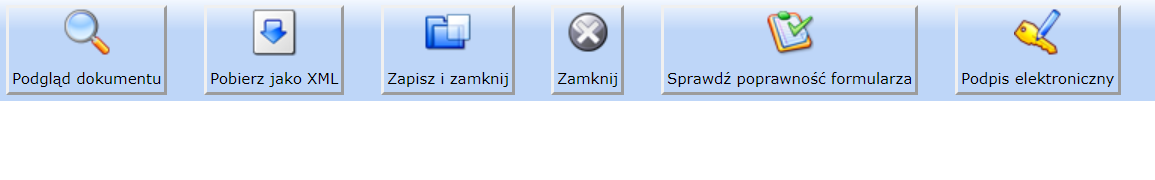 Podgląd dokumentu
Pobierz jako XML
Zapisz i zamknij
Zamknij
Sprawdź poprawność formularza
Podpis elektroniczny